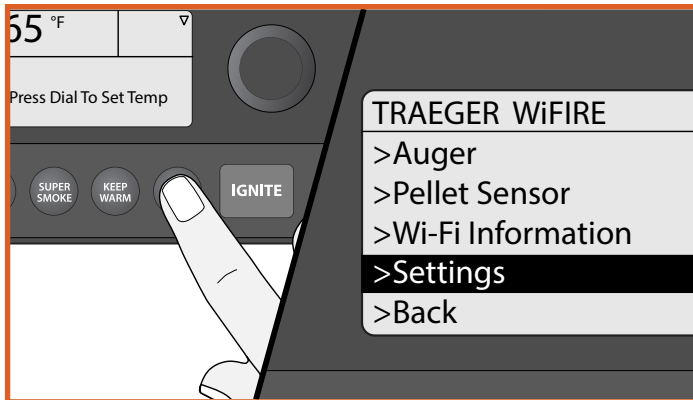 65 °F
Press Dial To Set Temp
SUPER
SMOKE
KEEP
WARM
IGNITE
TRAEGER WiFIRE
>Auger
>Pellet Sensor
>Wi-Fi Information
>Settings
>Back